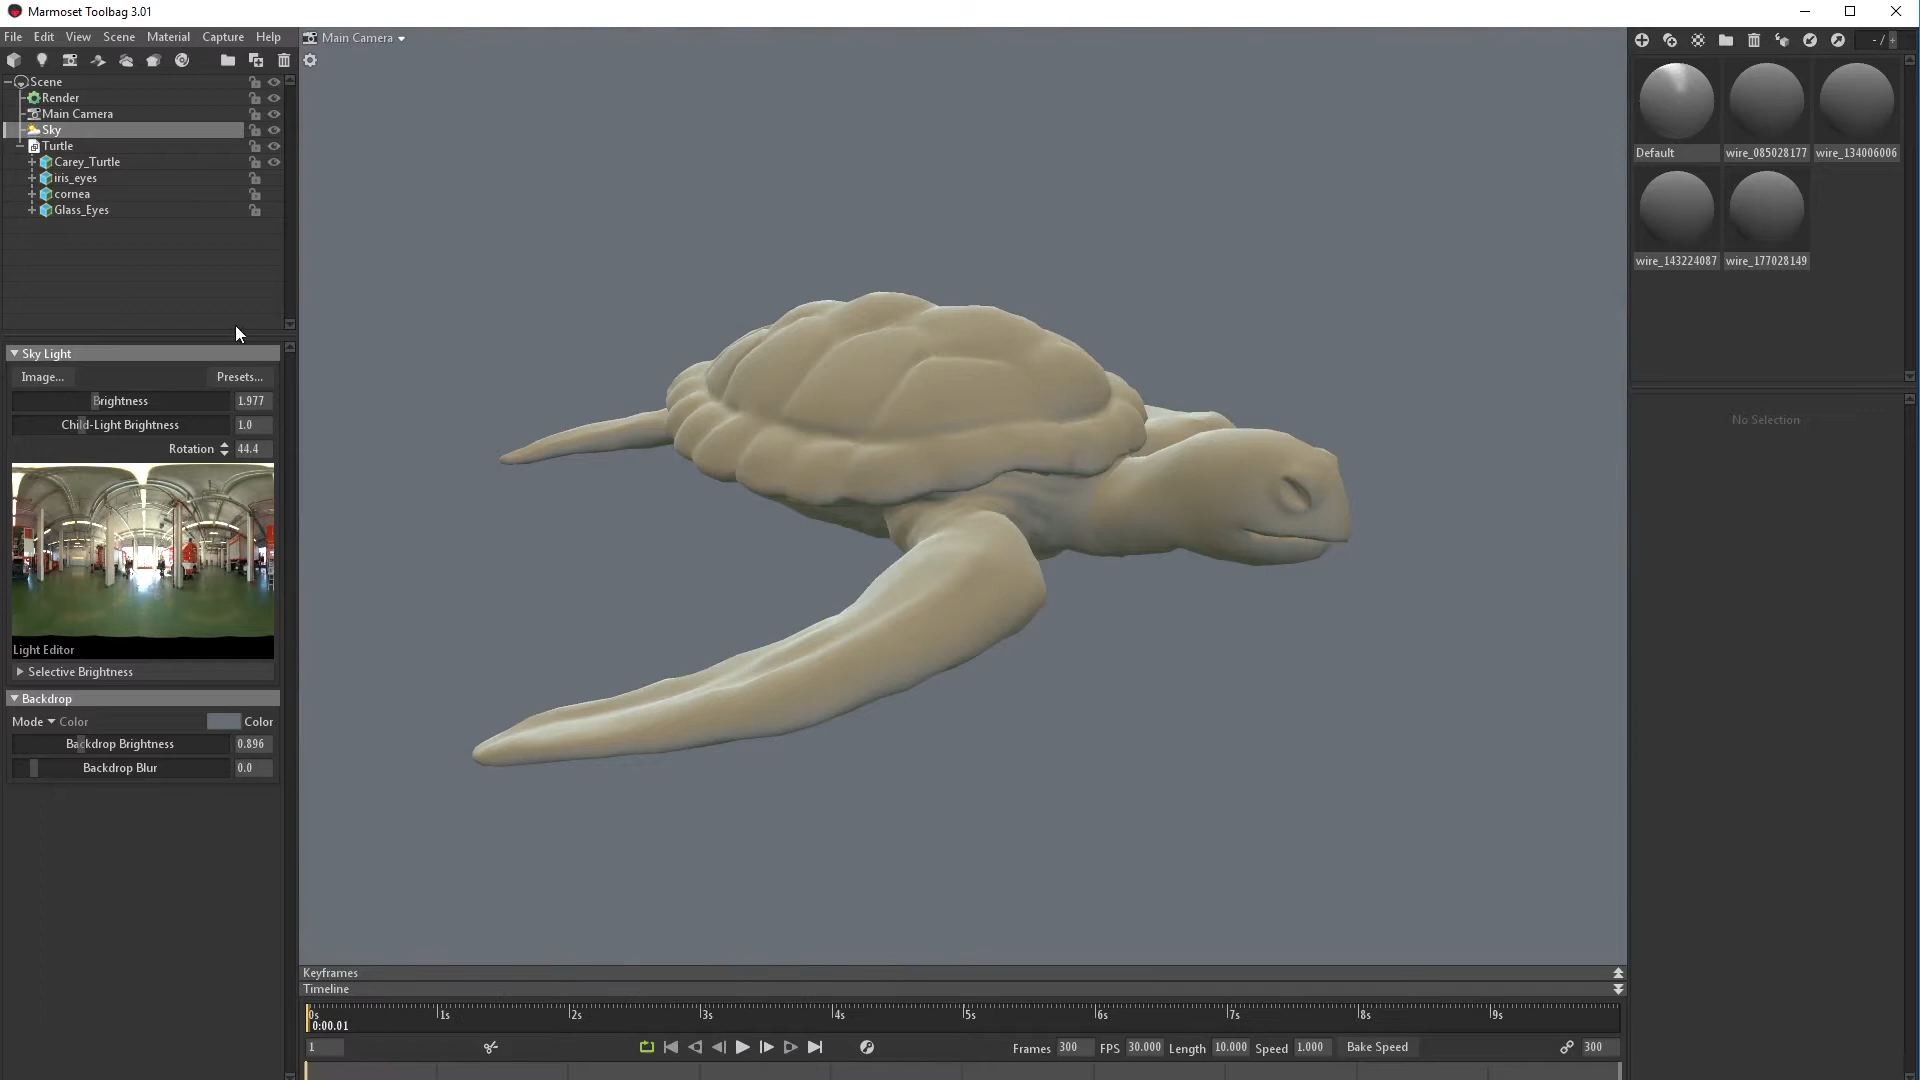 Marmoset Toolbag 3.01
File Edit View Scene Material Capture Help
Main Camera
- / +
Scene
Render
Main Camera
Sky
Turtle
Carey_Turtle
iris_eyes
cornea
Glass_Eyes
Default wire_085028177 wire_134006006
wire_143224087 wire_177028149
Sky Light
Image... Presets...
Brightness 1.977
Child-Light Brightness 1.0
Rotation 44.4
Light Editor
Selective Brightness
Backdrop
Mode Color Color
Backdrop Brightness 0.896
Backdrop Blur 0.0
No Selection
Keyframes
Timeline
0s 1s 2s 3s 4s 5s 6s 7s 8s 9s
0:00.01
1 Frames 300 FPS 30.000 Length 10.000 Speed 1.000 Bake Speed 300